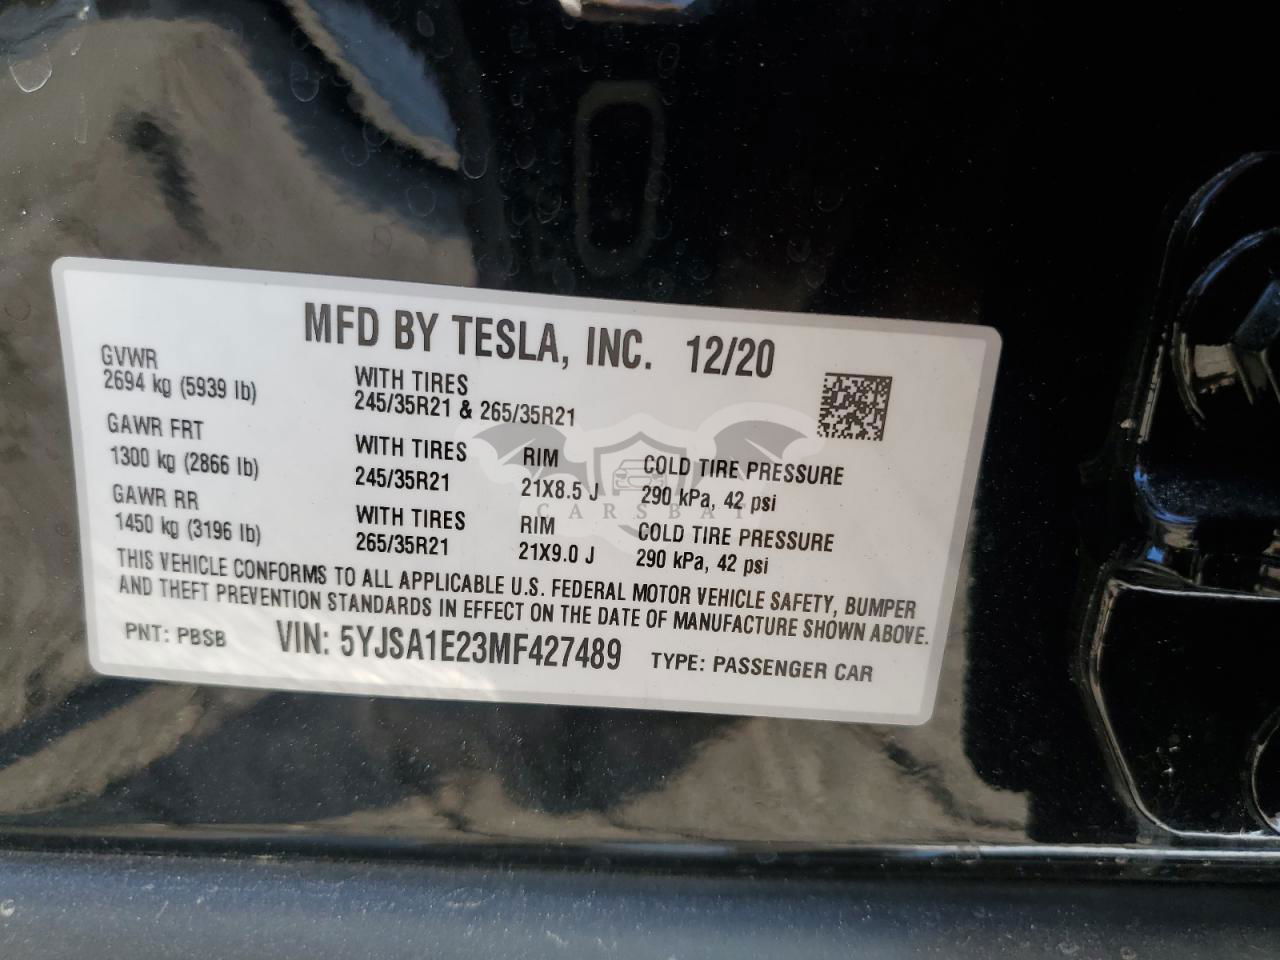 MFD BY TESLA, INC. 12/20
GVWR
2694 kg (5939 lb)
WITH TIRES
245/35R21 & 265/35R21
GAWR FRT
1300 kg (2866 lb)
WITH TIRES
245/35R21
RIM
21X8.5 J
COLD TIRE PRESSURE
290 kPa, 42 psi
GAWR RR
1450 kg (3196 lb)
WITH TIRES
265/35R21
RIM
21X9.0 J
COLD TIRE PRESSURE
290 kPa, 42 psi
CARSBAT
THIS VEHICLE CONFORMS TO ALL APPLICABLE U.S. FEDERAL MOTOR VEHICLE SAFETY, BUMPER
AND THEFT PREVENTION STANDARDS IN EFFECT ON THE DATE OF MANUFACTURE SHOWN ABOVE.
PNT: PBSB VIN: 5YJSA1E23MF427489 TYPE: PASSENGER CAR